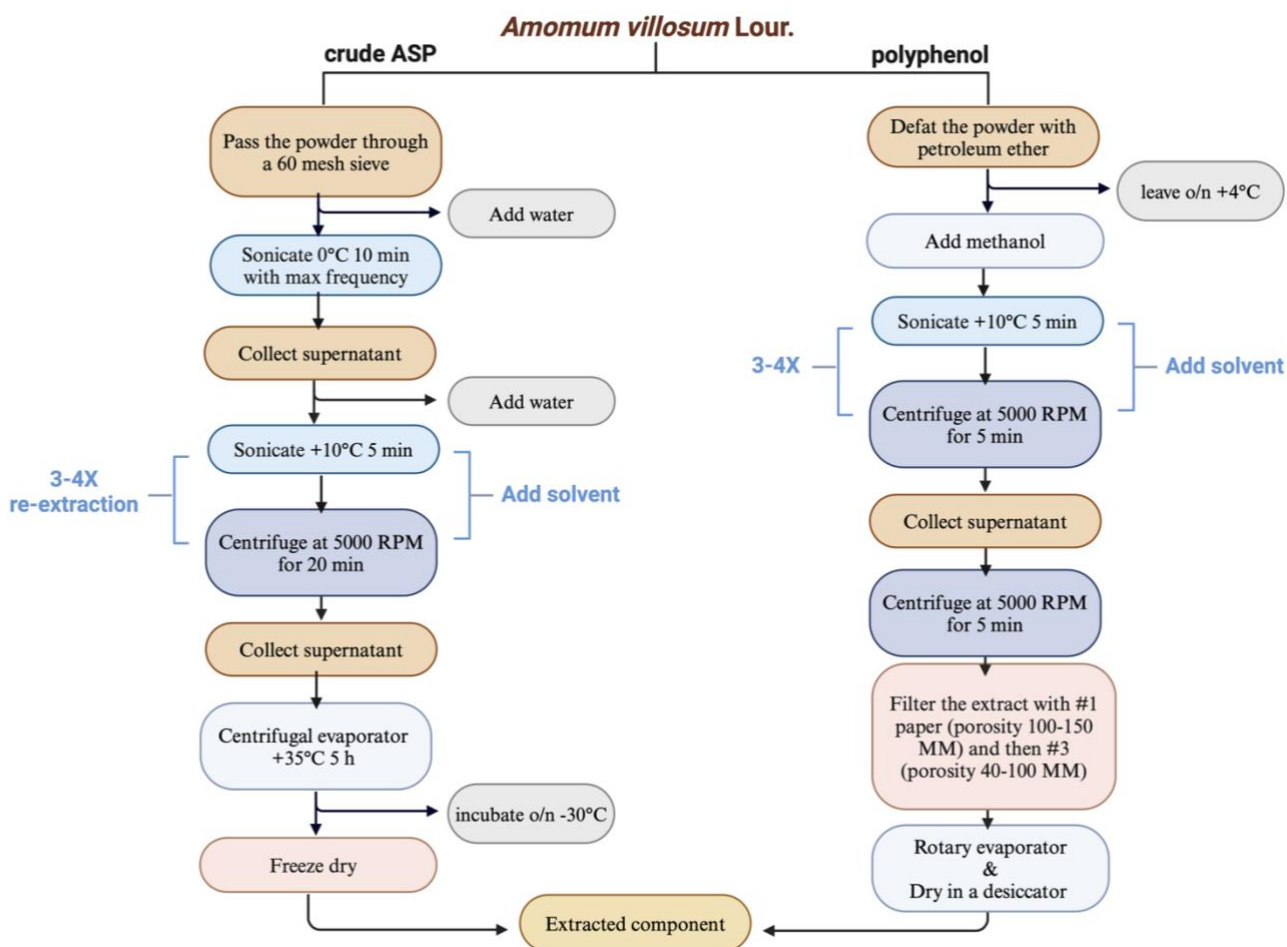 Amomum villosum Lour.
crude ASP
polyphenol
Pass the powder through
a 60 mesh sieve
Add water
Sonicate 0°C 10 min
with max frequency
Collect supernatant
Add water
Sonicate +10°C 5 min
3-4X
re-extraction
Add solvent
Centrifuge at 5000 RPM
for 20 min
Collect supernatant
Centrifugal evaporator
+35°C 5 h
incubate o/n -30°C
Freeze dry
Defat the powder with
petroleum ether
leave o/n +4°C
Add methanol
Sonicate +10°C 5 min
3-4X
Add solvent
Centrifuge at 5000 RPM
for 5 min
Collect supernatant
Centrifuge at 5000 RPM
for 5 min
Filter the extract with #1
paper (porosity 100-150
MM) and then #3
(porosity 40-100 MM)
Rotary evaporator
&
Dry in a desiccator
Extracted component